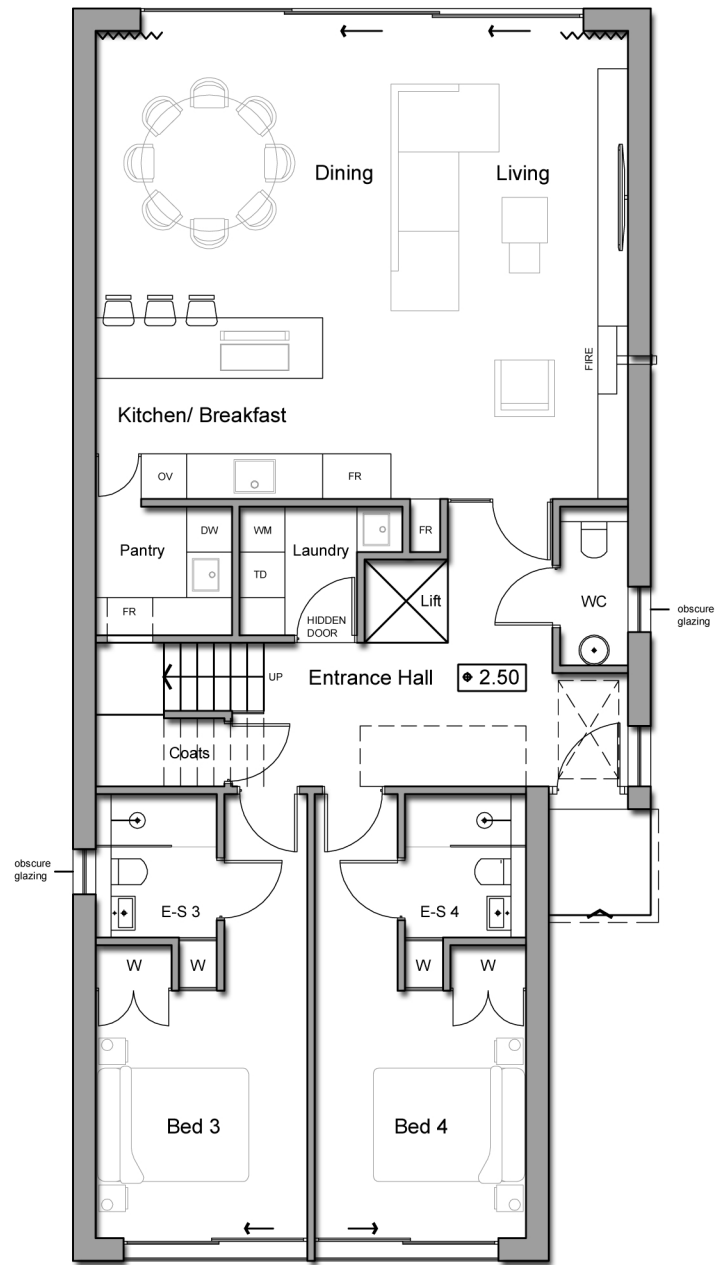 Dining
Living
FIRE
Kitchen/ Breakfast
OV
FR
Pantry
DW
WM
Laundry
FR
TD
Lift
WC
obscure
glazing
FR
HIDDEN
DOOR
UP
Entrance Hall
2.50
Coats
obscure
glazing
E-S 3
E-S 4
W
W
W
W
Bed 3
Bed 4